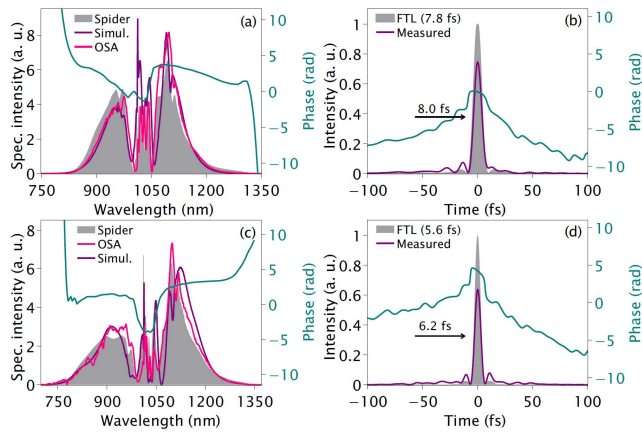 (a)
Spider
Simul.
OSA
Spec. intensity (a. u.)
8
6
4
2
0
750 900 1050 1200 1350
Wavelength (nm)
10
5
0
−5
−10
Phase (rad)
(b)
FTL (7.8 fs)
Measured
8.0 fs
Intensity (a. u.)
1
0.8
0.6
0.4
0.2
0
−100 −50 0 50 100
Time (fs)
10
5
0
−5
−10
Phase (rad)
(c)
Spider
OSA
Simul.
Spec. intensity (a. u.)
8
6
4
2
0
750 900 1050 1200 1350
Wavelength (nm)
10
5
0
−5
−10
Phase (rad)
(d)
FTL (5.6 fs)
Measured
6.2 fs
Intensity (a. u.)
1
0.8
0.6
0.4
0.2
0
−100 −50 0 50 100
Time (fs)
10
5
0
−5
−10
Phase (rad)